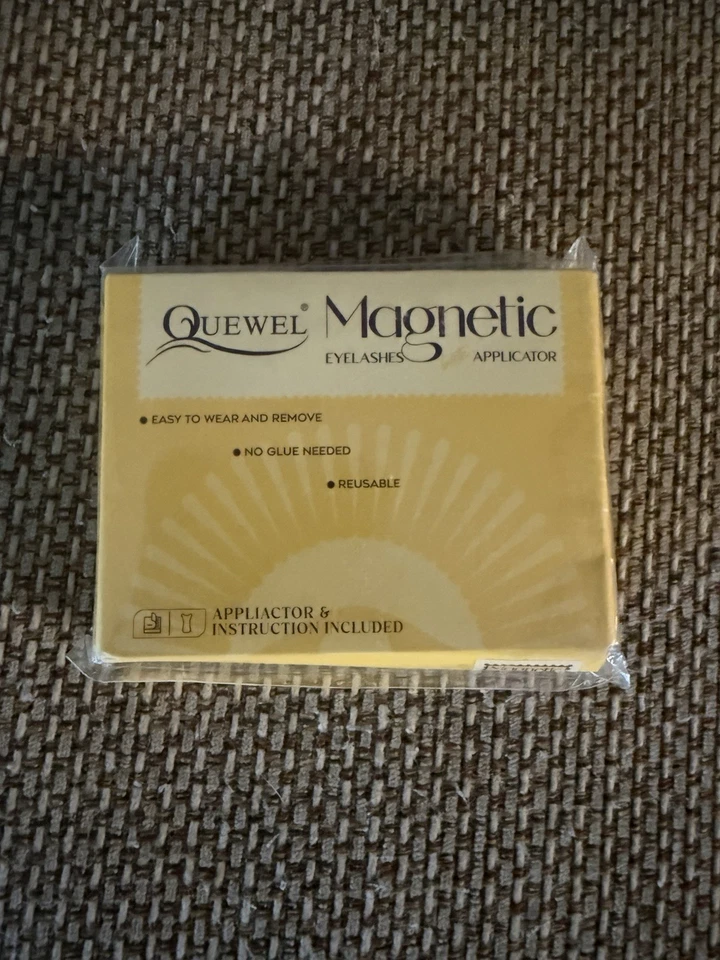 QUEWEL® Magnetic
EYELASHES APPLICATOR
EASY TO WEAR AND REMOVE
NO GLUE NEEDED
REUSABLE
APPLIACTOR &
INSTRUCTION INCLUDED